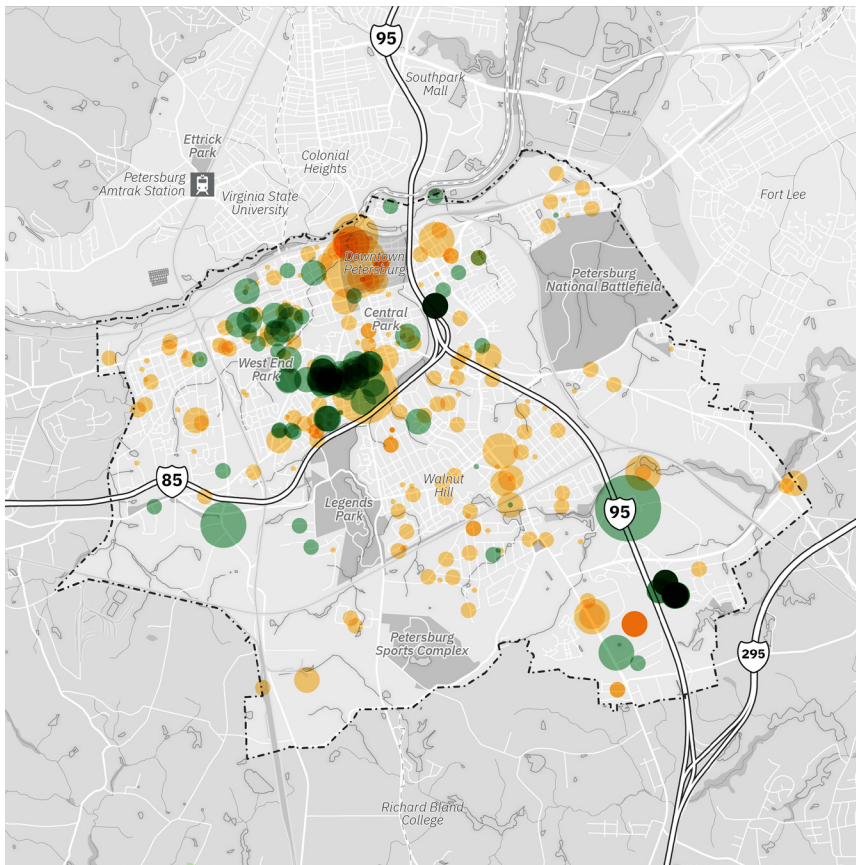 95
Southpark
Mall
Ettrick
Park
Colonial
Heights
Petersburg
Amtrak Station
Virginia State
University
Fort Lee
Downtown
Petersburg
Petersburg
National Battlefield
Central
Park
West End
Park
85
Walnut
Hill
Legends
Park
95
Petersburg
Sports Complex
295
Richard Bland
College